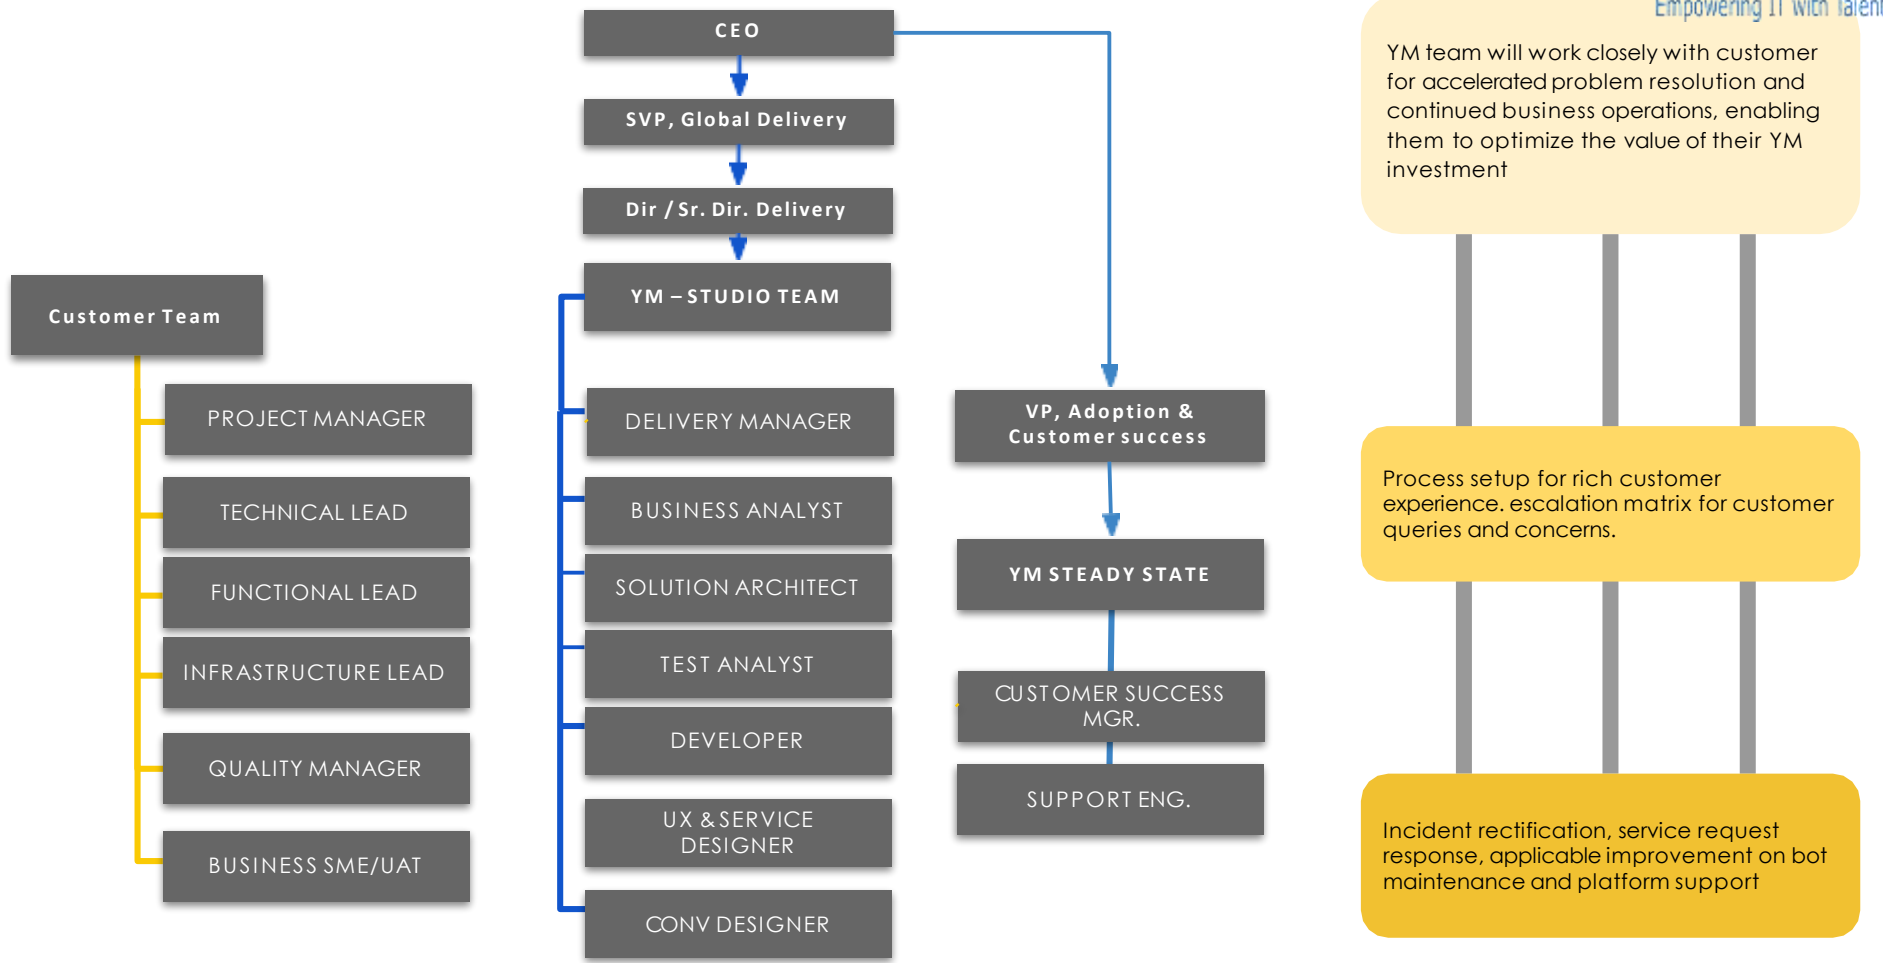 Empowering IT with Talent
CEO
SVP, Global Delivery
Dir / Sr. Dir. Delivery
YM – STUDIO TEAM
Customer Team
PROJECT MANAGER
TECHNICAL LEAD
FUNCTIONAL LEAD
INFRASTRUCTURE LEAD
QUALITY MANAGER
BUSINESS SME/UAT
DELIVERY MANAGER
BUSINESS ANALYST
SOLUTION ARCHITECT
TEST ANALYST
DEVELOPER
UX & SERVICE
DESIGNER
CONV DESIGNER
VP, Adoption &
Customer success
YM STEADY STATE
CUSTOMER SUCCESS
MGR.
SUPPORT ENG.
YM team will work closely with customer
for accelerated problem resolution and
continued business operations, enabling
them to optimize the value of their YM
investment
Process setup for rich customer
experience. escalation matrix for customer
queries and concerns.
Incident rectification, service request
response, applicable improvement on bot
maintenance and platform support